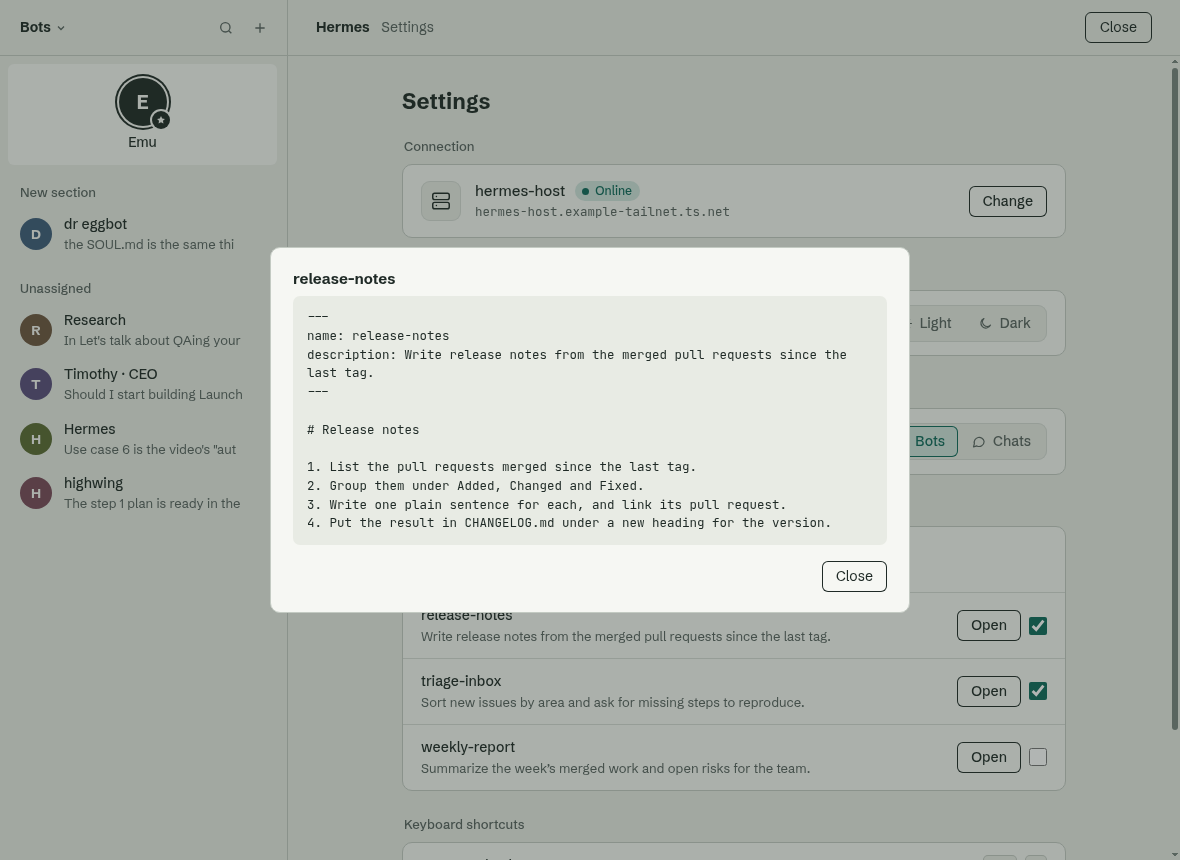 Bots
Hermes Settings
Close
E
Emu
New section
D
dr eggbot
the SOUL.md is the same thi
Unassigned
R
Research
In Let's talk about QAing your
T
Timothy · CEO
Should I start building Launch
H
Hermes
Use case 6 is the video's "aut
H
highwing
The step 1 plan is ready in the
Settings
Connection
hermes-host
Online
hermes-host.example-tailnet.ts.net
Change
Light
Dark
Bots
Chats
release-notes
---
name: release-notes
description: Write release notes from the merged pull requests since the
last tag.
---
# Release notes
1. List the pull requests merged since the last tag.
2. Group them under Added, Changed and Fixed.
3. Write one plain sentence for each, and link its pull request.
4. Put the result in CHANGELOG.md under a new heading for the version.
Close
release-notes
Write release notes from the merged pull requests since the last tag.
Open
triage-inbox
Sort new issues by area and ask for missing steps to reproduce.
Open
weekly-report
Summarize the week's merged work and open risks for the team.
Open
Keyboard shortcuts